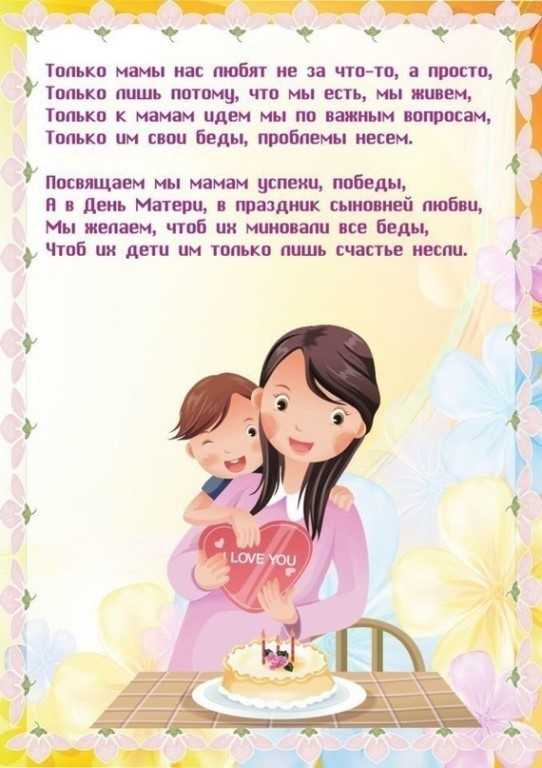 Только мамы нас любят не за что-то, а просто,
Только лишь потому, что мы есть, мы живем,
Только к мамам идем мы по важным вопросам,
Только им свои беды, проблемы несем.
Посвящаем мы мамам успехи, победы,
А в День Матери, в праздник сыновней любви,
Мы желаем, чтоб их миновали все беды,
Чтоб их дети им только лишь счастье несли.
I LOVE YOU